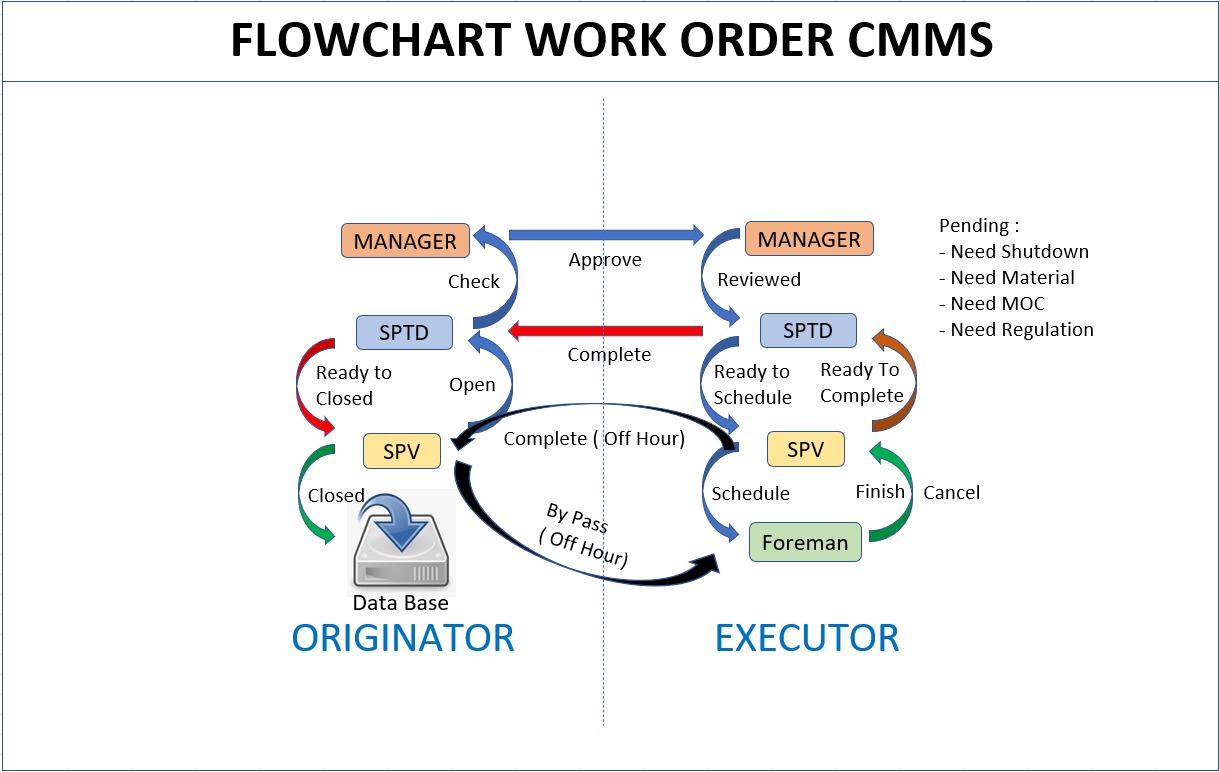 FLOWCHART WORK ORDER CMMS
MANAGER
Approve
MANAGER
Check
Reviewed
Pending :
- Need Shutdown
- Need Material
- Need MOC
- Need Regulation
SPTD
Complete
SPTD
Ready to
Closed
Open
Ready to
Schedule
Ready To
Complete
SPV
Complete ( Off Hour)
SPV
Closed
By Pass
( Off Hour)
Schedule
Finish
Cancel
Foreman
Data Base
ORIGINATOR
EXECUTOR